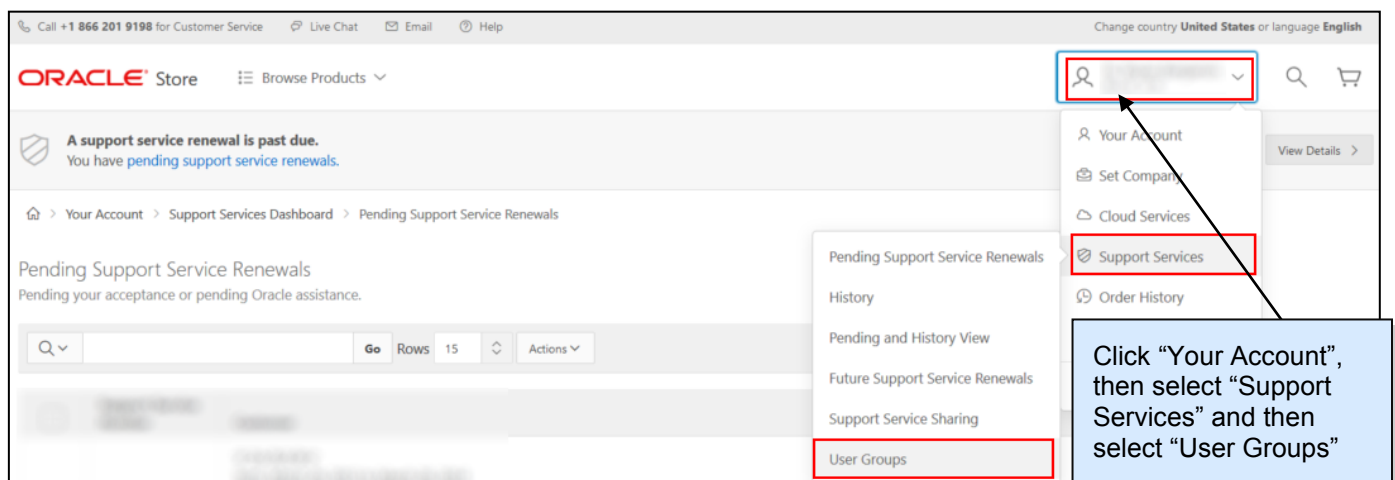 Call +1 866 201 9198 for Customer Service Live Chat Email Help Change country United States or language English
ORACLE Store Browse Products
A support service renewal is past due.
You have pending support service renewals.
View Details >
Your Account > Support Services Dashboard > Pending Support Service Renewals
Pending Support Service Renewals
Pending your acceptance or pending Oracle assistance.
Go Rows 15 Actions
Your Account
Set Company
Cloud Services
Support Services
Order History
Pending Support Service Renewals
History
Pending and History View
Future Support Service Renewals
Support Service Sharing
User Groups
Click “Your Account”,
then select “Support
Services” and then
select “User Groups”